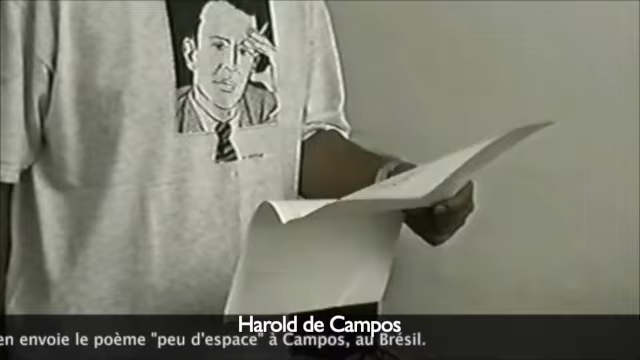 Harold de Campos
en envoie le poème "peu d'espace" à Campos, au Brésil.